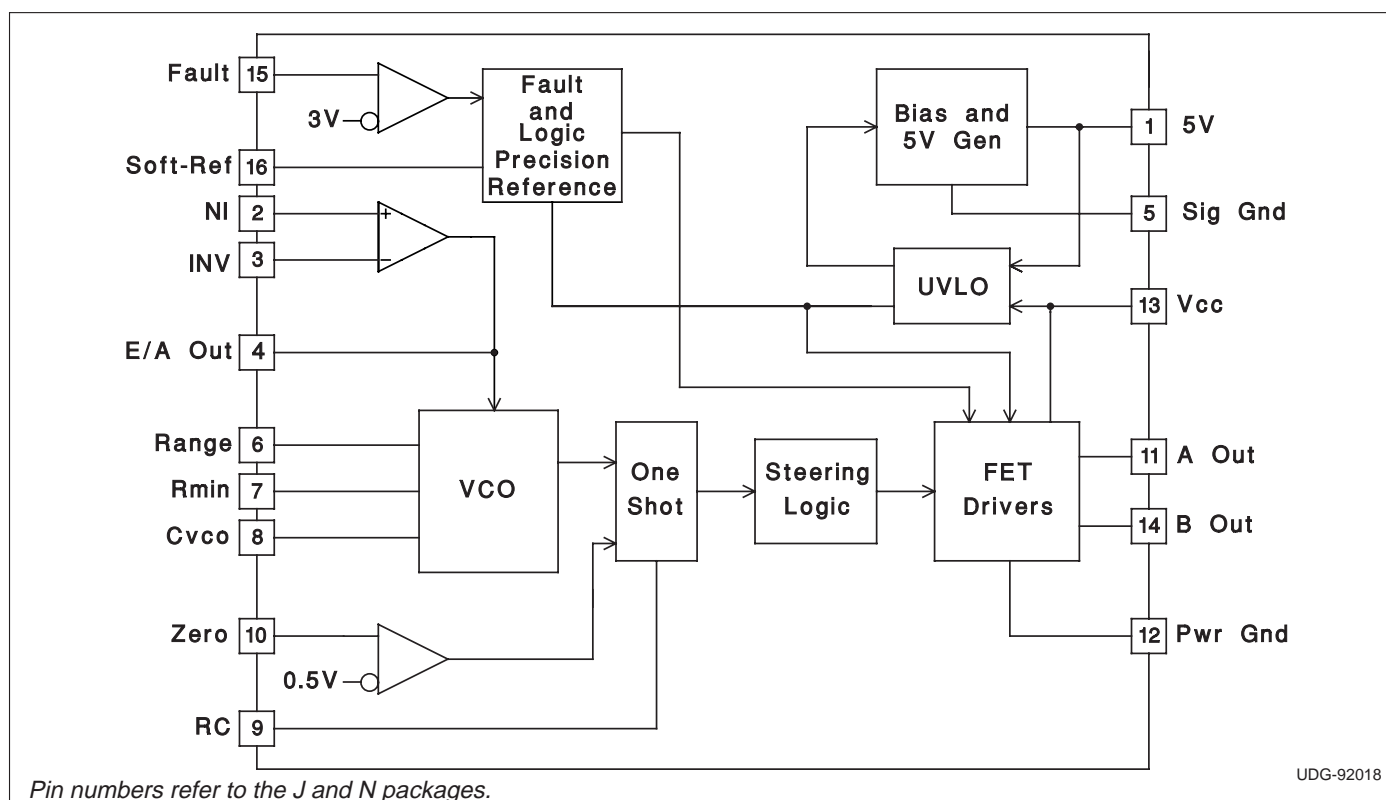 Fault 15
3V
Soft-Ref 16
NI 2
+
INV 3
−
E/A Out 4
Range 6
Rmin 7
Cvco 8
Zero 10
0.5V
RC 9
Fault
and
Logic
Precision
Reference
VCO
One
Shot
Steering
Logic
Bias and
5V Gen
UVLO
FET
Drivers
1 5V
5 Sig Gnd
13 Vcc
11 A Out
14 B Out
12 Pwr Gnd
Pin numbers refer to the J and N packages.
UDG-92018